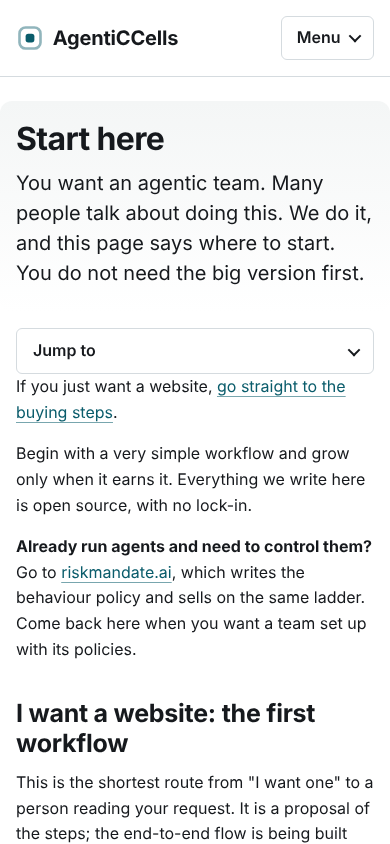 AgentiCCells
Menu
Start here
You want an agentic team. Many
people talk about doing this. We do it,
and this page says where to start.
You do not need the big version first.
Jump to
If you just want a website, go straight to the
buying steps.
Begin with a very simple workflow and grow
only when it earns it. Everything we write here
is open source, with no lock-in.
Already run agents and need to control them?
Go to riskmandate.ai, which writes the
behaviour policy and sells on the same ladder.
Come back here when you want a team set up
with its policies.
I want a website: the first
workflow
This is the shortest route from "I want one" to a
person reading your request. It is a proposal of
the steps; the end-to-end flow is being built